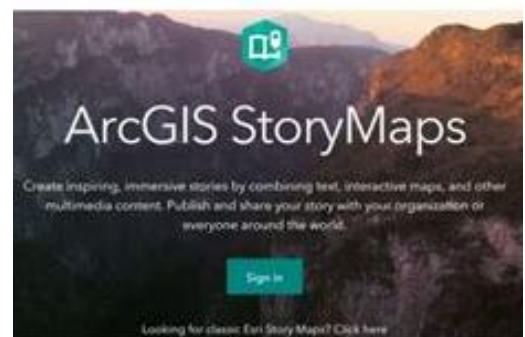 ArcGIS StoryMaps
Create inspiring, immersive stories by combining text, interactive maps, and other
multimedia content. Publish and share your story with your organization or
everyone around the world.
Sign in
Looking for classic Esri Story Maps? Click here